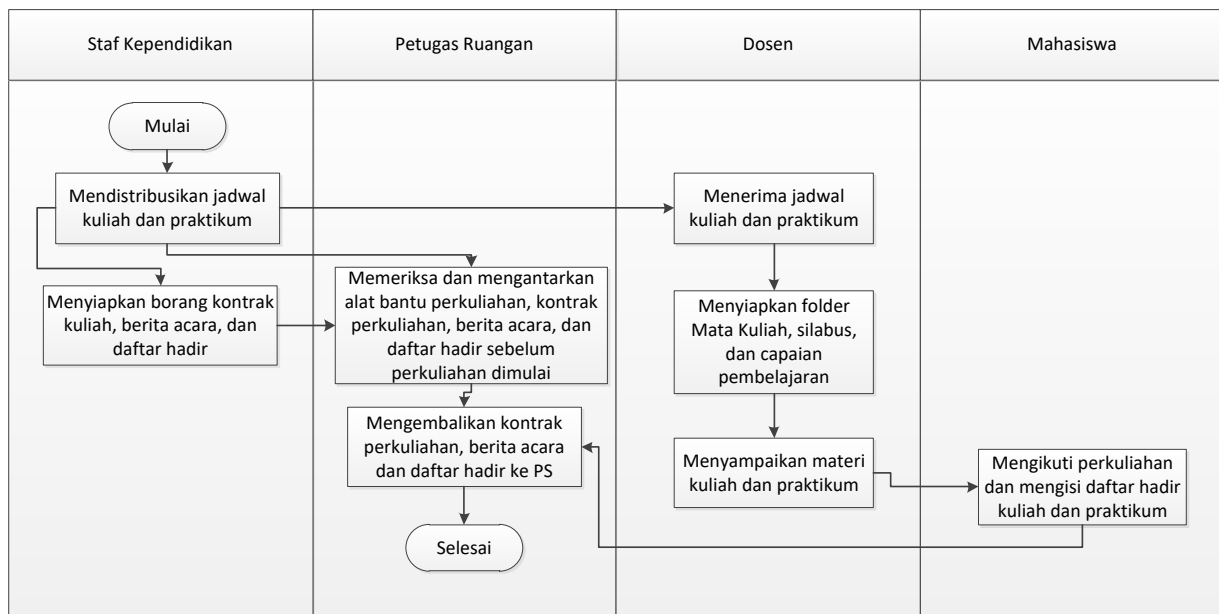 Staf Kependidikan
Petugas Ruangan
Dosen
Mahasiswa
Mulai
Mendistribusikan jadwal
kuliah dan praktikum
Menerima jadwal
kuliah dan praktikum
Menyiapkan borang kontrak
kuliah, berita acara, dan
daftar hadir
Memeriksa dan mengantarkan
alat bantu perkuliahan, kontrak
perkuliahan, berita acara, dan
daftar hadir sebelum
perkuliahan dimulai
Menyiapkan folder
Mata Kuliah, silabus,
dan capaian
pembelajaran
Mengembalikan kontrak
perkuliahan, berita acara
dan daftar hadir ke PS
Menyampaikan materi
kuliah dan praktikum
Mengikuti perkuliahan
dan mengisi daftar hadir
kuliah dan praktikum
Selesai